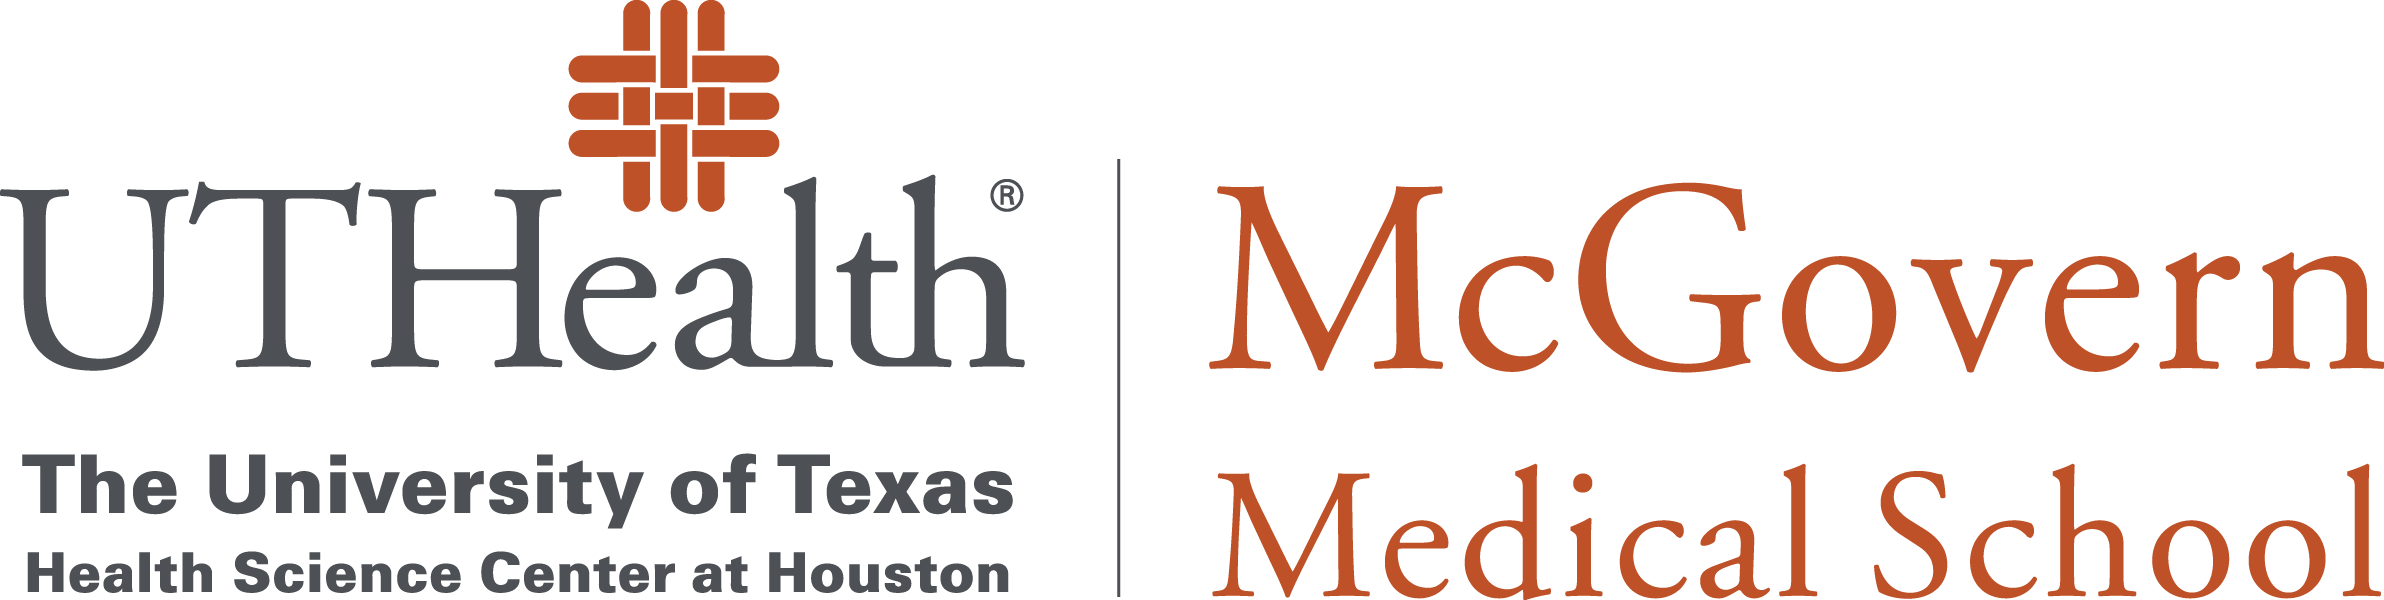 UTHealth®
The University of Texas
Health Science Center at Houston
McGovern
Medical School